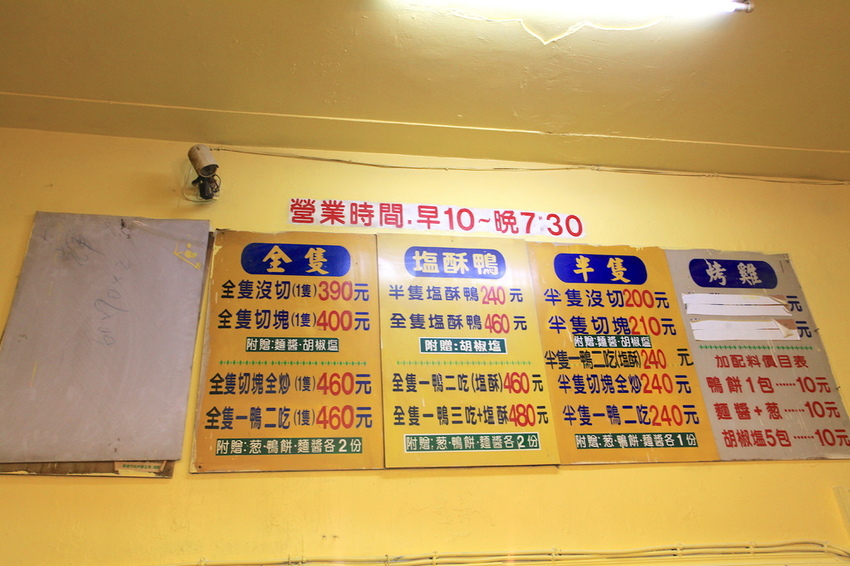 營業時間.早10~晚7:30
全隻
全隻沒切(1隻)390元
全隻切塊(1隻)400元
附贈:麵醬·胡椒塩
全隻切塊全炒(1隻)460元
全隻一鴨二吃(1隻)460元
附贈:葱·鴨餅·麵醬各2份
塩酥鴨
半隻塩酥鴨240元
全隻塩酥鴨460元
附贈:胡椒塩
全隻一鴨二吃(塩酥)460元
全隻一鴨三吃+塩酥480元
附贈:葱·鴨餅·麵醬各2份
半隻
半隻沒切200元
半隻切塊210元
附贈:麵醬·胡椒塩
半隻一鴨二吃(塩酥)240元
半隻切塊全炒240元
半隻一鴨二吃240元
附贈:葱·鴨餅·麵醬各1份
烤雞
元
元
加配料價目表
鴨餅1包······10元
麵醬+葱·····10元
胡椒塩5包····10元